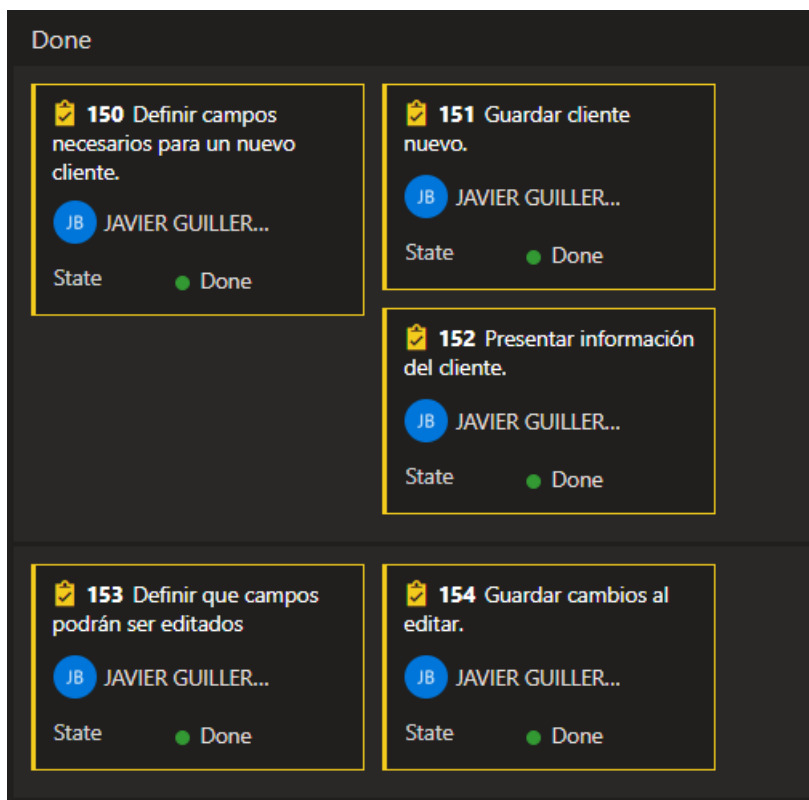 Done
150 Definir campos
necesarios para un nuevo
cliente.
JB JAVIER GUILLER...
State Done
151 Guardar cliente
nuevo.
JB JAVIER GUILLER...
State Done
152 Presentar información
del cliente.
JB JAVIER GUILLER...
State Done
153 Definir que campos
podrán ser editados
JB JAVIER GUILLER...
State Done
154 Guardar cambios al
editar.
JB JAVIER GUILLER...
State Done